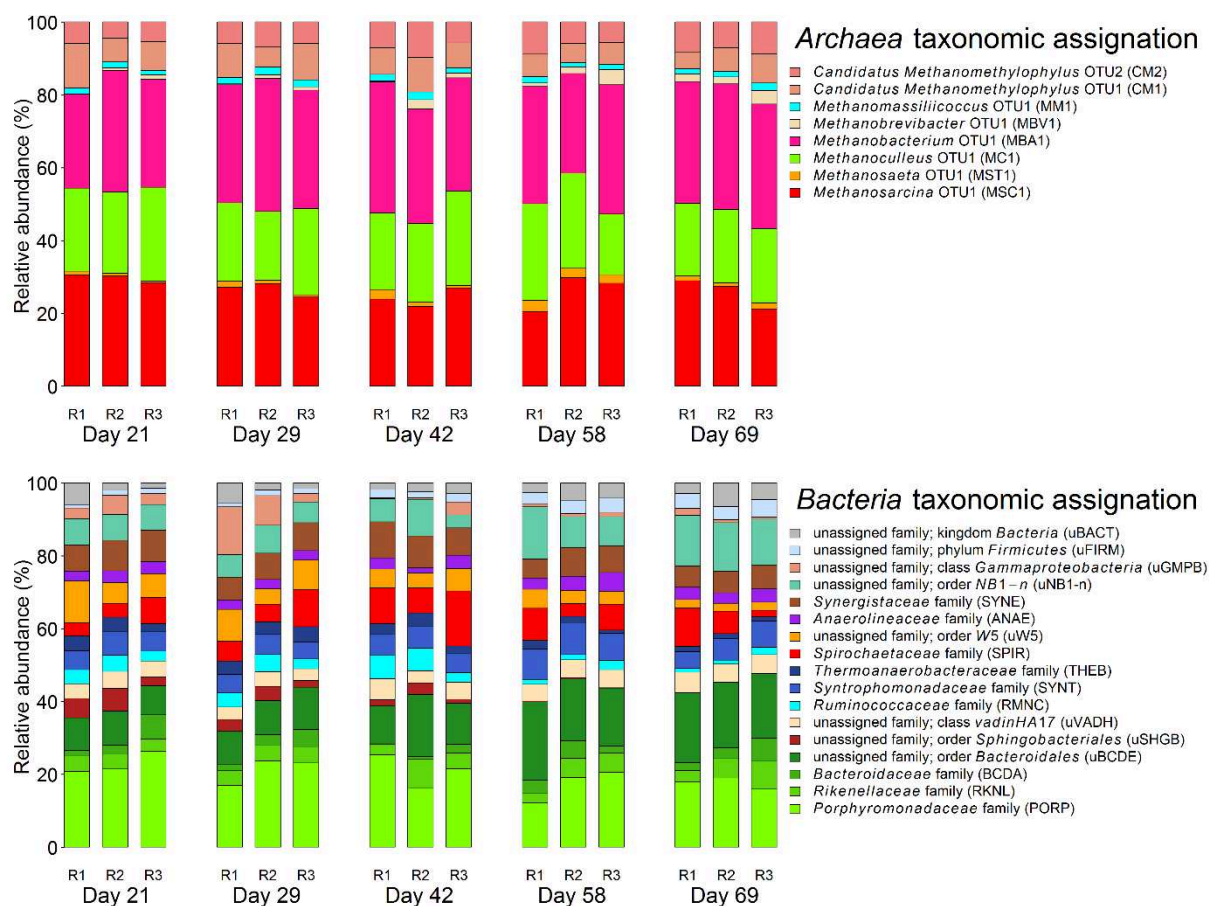 Archaea taxonomic assignation
Relative abundance (%)
100
80
60
40
20
0
Candidatus Methanomethylophylus OTU2 (CM2)
Candidatus Methanomethylophylus OTU1 (CM1)
Methanomassiliicoccus OTU1 (MM1)
Methanobrevibacter OTU1 (MBV1)
Methanobacterium OTU1 (MBA1)
Methanoculleus OTU1 (MC1)
Methanosaeta OTU1 (MST1)
Methanosarcina OTU1 (MSC1)
R1 R2 R3 R1 R2 R3 R1 R2 R3 R1 R2 R3 R1 R2 R3
Day 21 Day 29 Day 42 Day 58 Day 69
Bacteria taxonomic assignation
Relative abundance (%)
100
80
60
40
20
0
unassigned family; kingdom Bacteria (uBACT)
unassigned family; phylum Firmicutes (uFIRM)
unassigned family; class Gammaproteobacteria (uGMPB)
unassigned family; order NB1-n (uNB1-n)
Synergistaceae family (SYNE)
Anaerolineaceae family (ANAE)
unassigned family; order W5 (uW5)
Spirochaetaceae family (SPIR)
Thermoanaerobacteraceae family (THEB)
Syntrophomonadaceae family (SYNT)
Ruminococcaceae family (RMNC)
unassigned family; class vadinHA17 (uVADH)
unassigned family; order Sphingobacteriales (uSHGB)
unassigned family; order Bacteroidales (uBCDE)
Bacteroidaceae family (BCDA)
Rikenellaceae family (RKNL)
Porphyromonadaceae family (PORP)
R1 R2 R3 R1 R2 R3 R1 R2 R3 R1 R2 R3 R1 R2 R3
Day 21 Day 29 Day 42 Day 58 Day 69